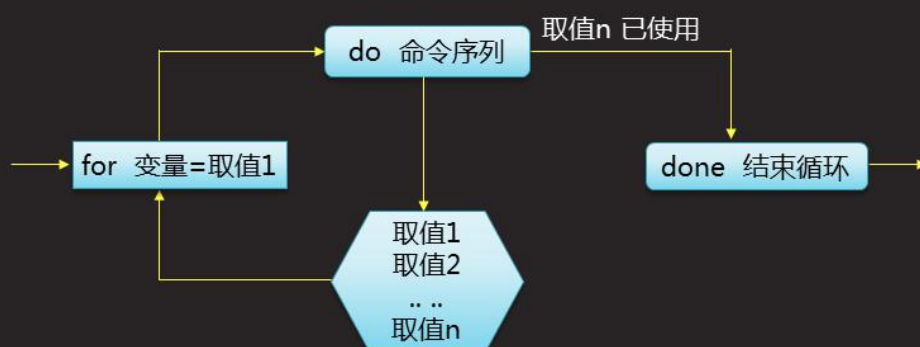 取值n 已使用
do 命令序列
for 变量=取值1
done 结束循环
取值1
取值2
.. ..
取值n